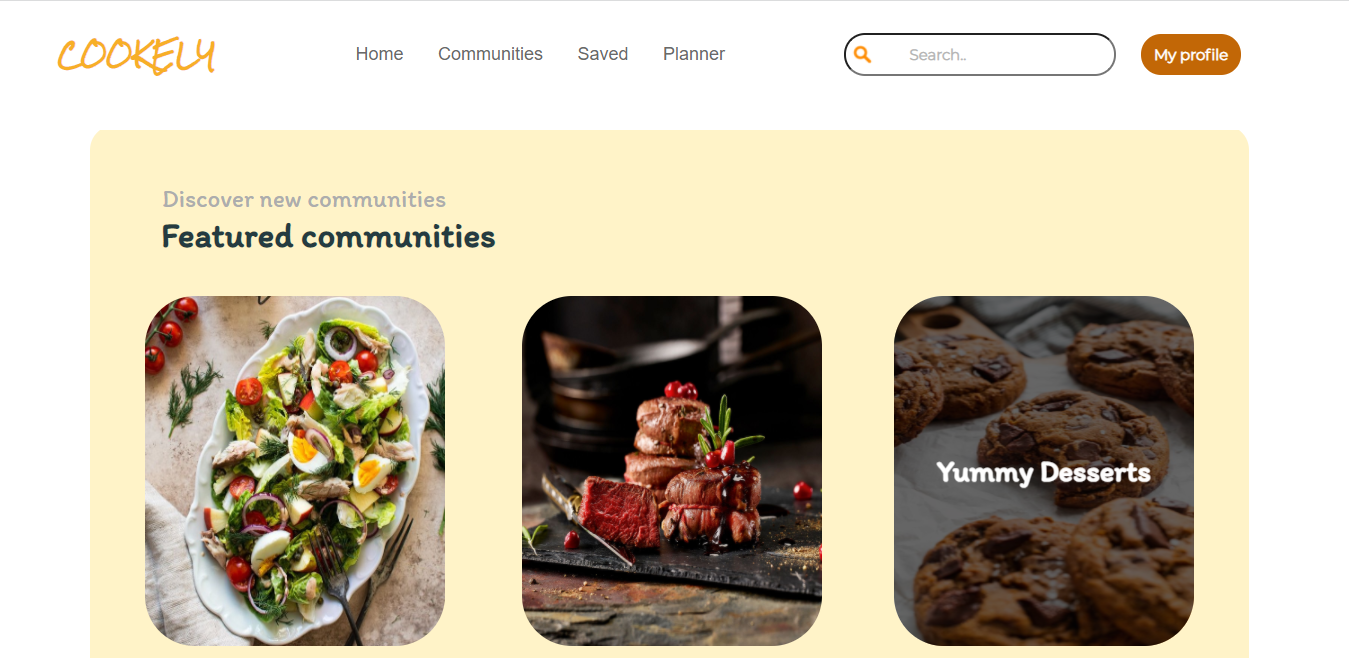 COOKELY
Home Communities Saved Planner
Search..
My profile
Discover new communities
Featured communities
Yummy Desserts